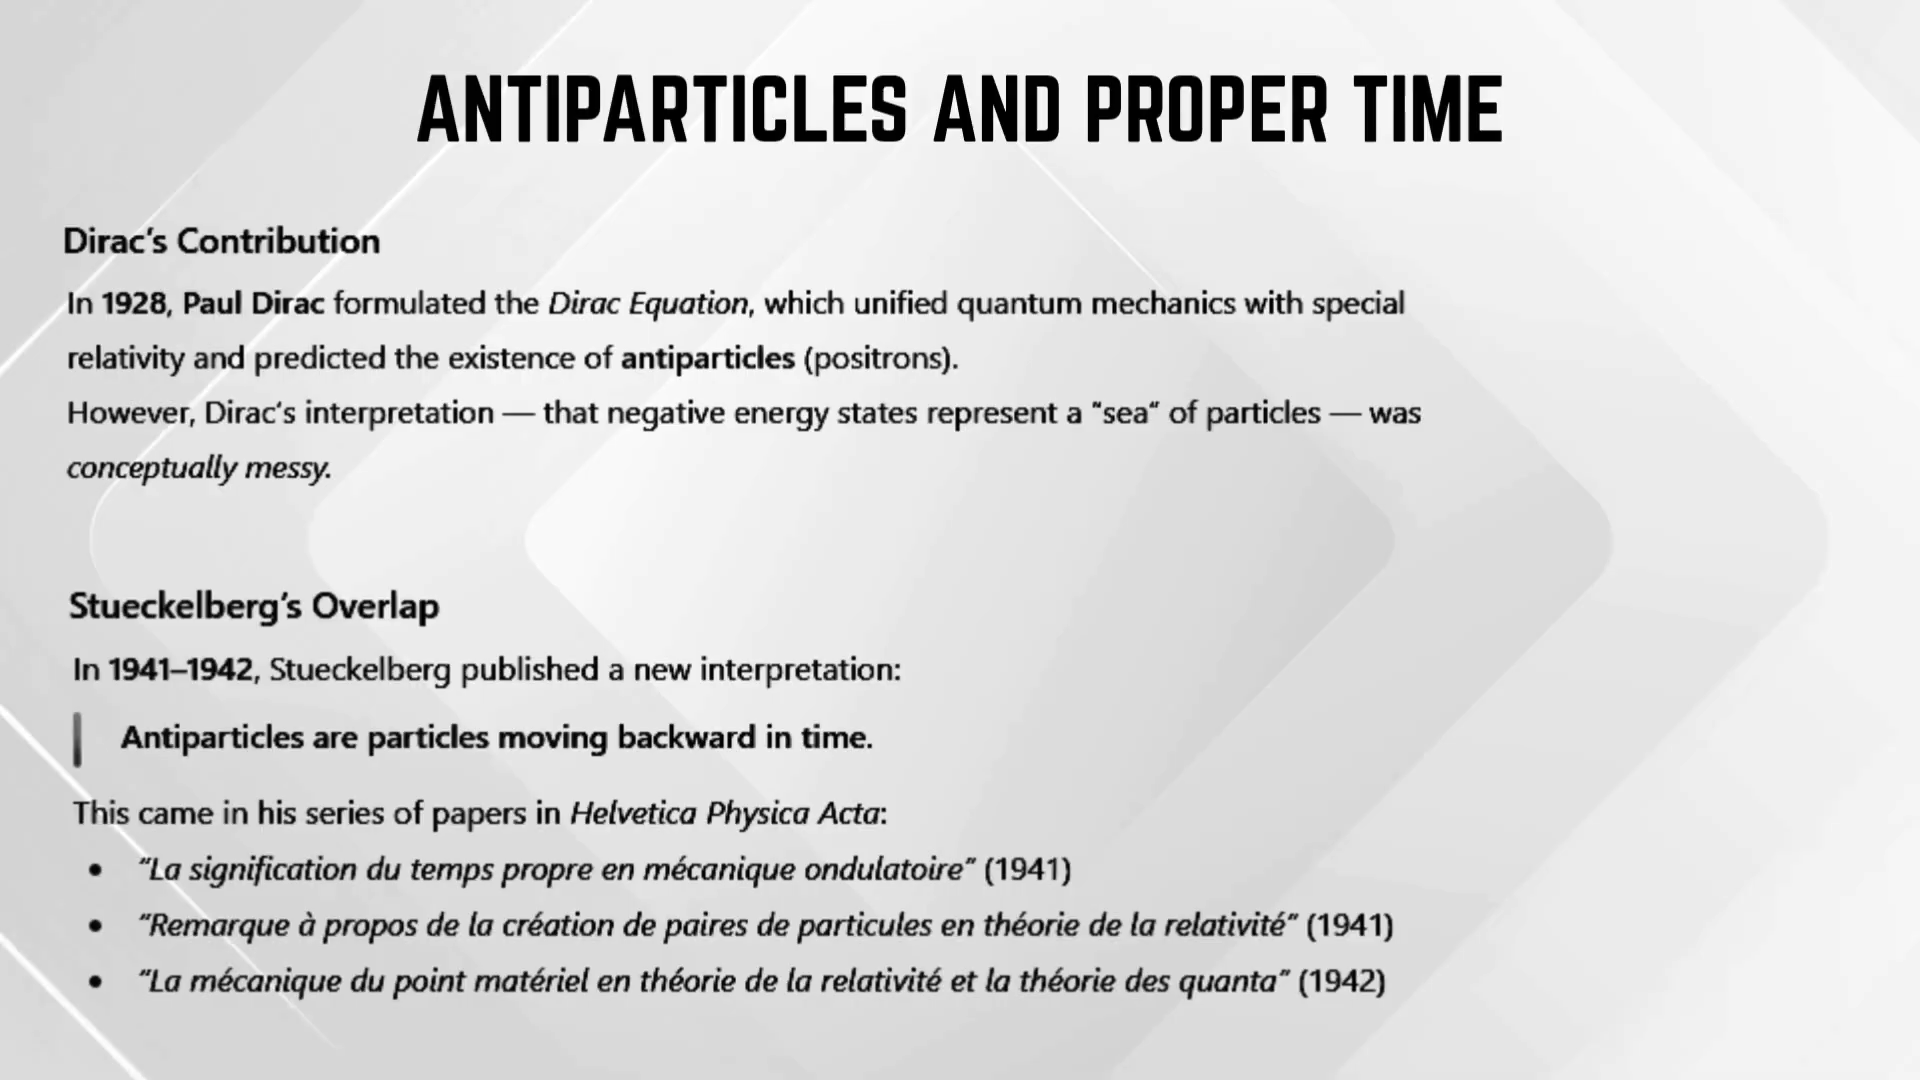 ANTIPARTICLES AND PROPER TIME
Dirac's Contribution
In 1928, Paul Dirac formulated the Dirac Equation, which unified quantum mechanics with special
relativity and predicted the existence of antiparticles (positrons).
However, Dirac's interpretation — that negative energy states represent a "sea" of particles — was
conceptually messy.
Stueckelberg's Overlap
In 1941–1942, Stueckelberg published a new interpretation:
Antiparticles are particles moving backward in time.
This came in his series of papers in Helvetica Physica Acta:
• "La signification du temps propre en mécanique ondulatoire" (1941)
• "Remarque à propos de la création de paires de particules en théorie de la relativité" (1941)
• "La mécanique du point matériel en théorie de la relativité et la théorie des quanta" (1942)